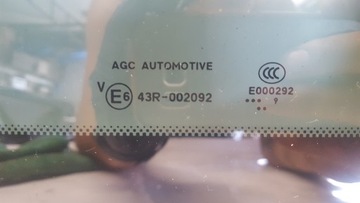 AGC AUTOMOTIVE
CCC
V E6 43R-002092
E000292
•••• 9
••